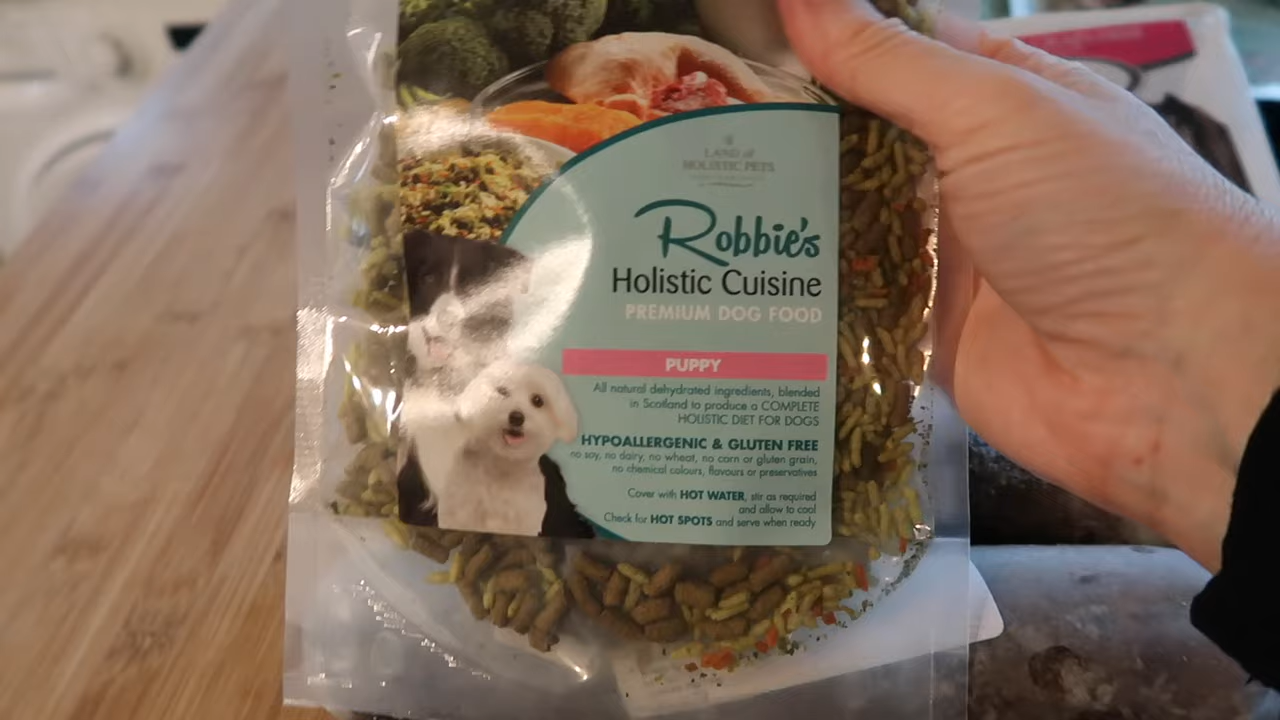 LAND of
HOLISTIC PETS
Robbie's
Holistic Cuisine
PREMIUM DOG FOOD
PUPPY
All natural dehydrated ingredients, blended
in Scotland to produce a COMPLETE
HOLISTIC DIET FOR DOGS
HYPOALLERGENIC & GLUTEN FREE
no soy, no dairy, no wheat, no corn or gluten grain,
no chemical colours, flavours or preservatives
Cover with HOT WATER, stir as required
and allow to cool
Check for HOT SPOTS and serve when ready